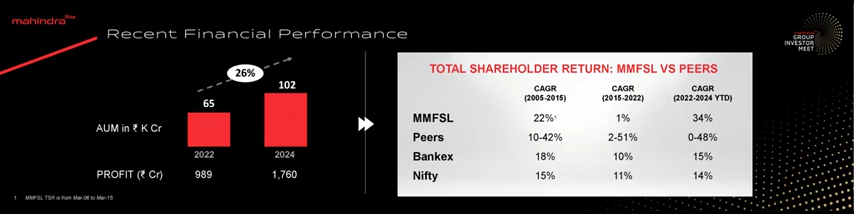 mahindra Rise
Recent Financial Performance
mahindra
GROUP
INVESTOR
MEET
26%
65
102
AUM in ₹ K Cr
2022 2024
PROFIT (₹ Cr) 989 1,760
TOTAL SHAREHOLDER RETURN: MMFSL VS PEERS
CAGR CAGR CAGR
(2005-2015) (2015-2022) (2022-2024 YTD)
MMFSL 22%¹ 1% 34%
Peers 10-42% 2-51% 0-48%
Bankex 18% 10% 15%
Nifty 15% 11% 14%
1. MMFSL TSR is from Mar-06 to Mar-15